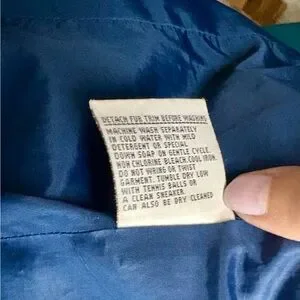 DETACH FUR TRIM BEFORE WASHING
MACHINE WASH SEPARATELY
IN COLD WATER WITH MILD
DETERGENT OR SPECIAL
DOWN SOAP ON GENTLE CYCLE.
NON CHLORINE BLEACH.COOL IRON.
DO NOT WRING OR TWIST
GARMENT. TUMBLE DRY LOW
WITH TENNIS BALLS OR
A CLEAN SNEAKER.
CAN ALSO BE DRY CLEANED